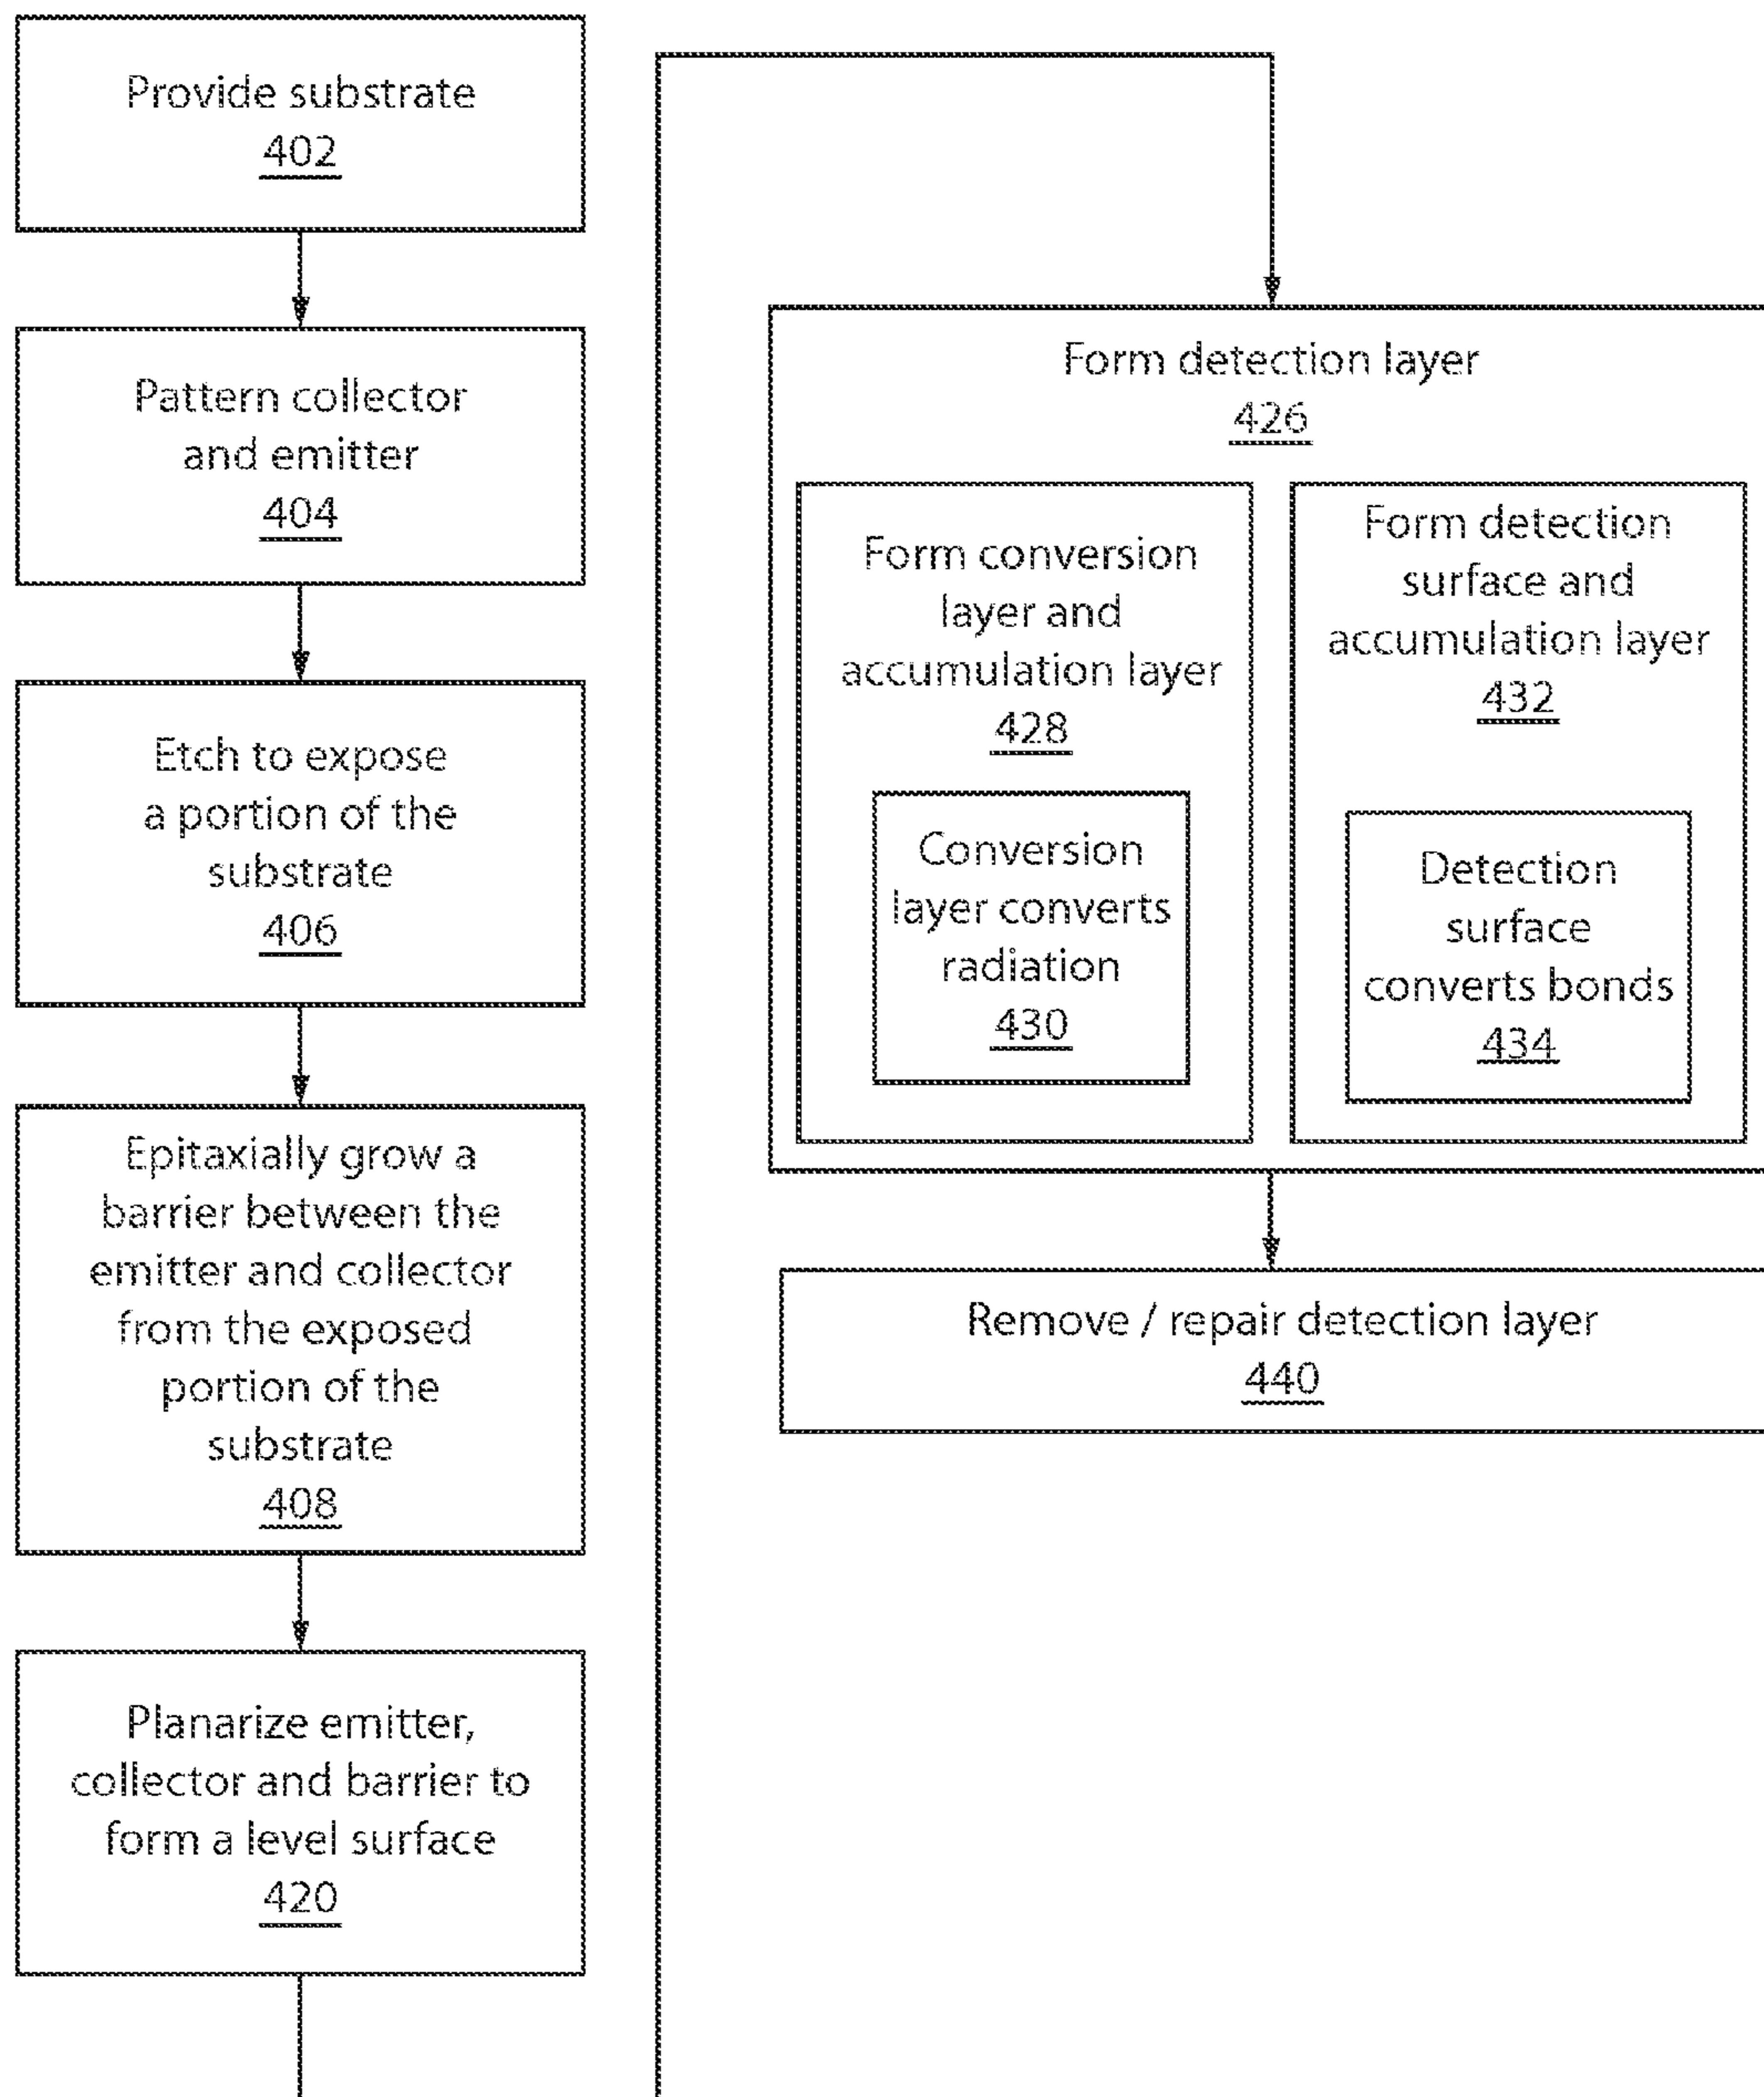 Provide substrate
402
Pattern collector
and emitter
404
Etch to expose
a portion of the
substrate
406
Epitaxially grow a
barrier between the
emitter and collector
from the exposed
portion of the
substrate
408
Planarize emitter,
collector and barrier to
form a level surface
420
Form detection layer
426
Form conversion
layer and
accumulation layer
428
Conversion
layer converts
radiation
430
Form detection
surface and
accumulation layer
432
Detection
surface
converts bonds
434
Remove / repair detection layer
440